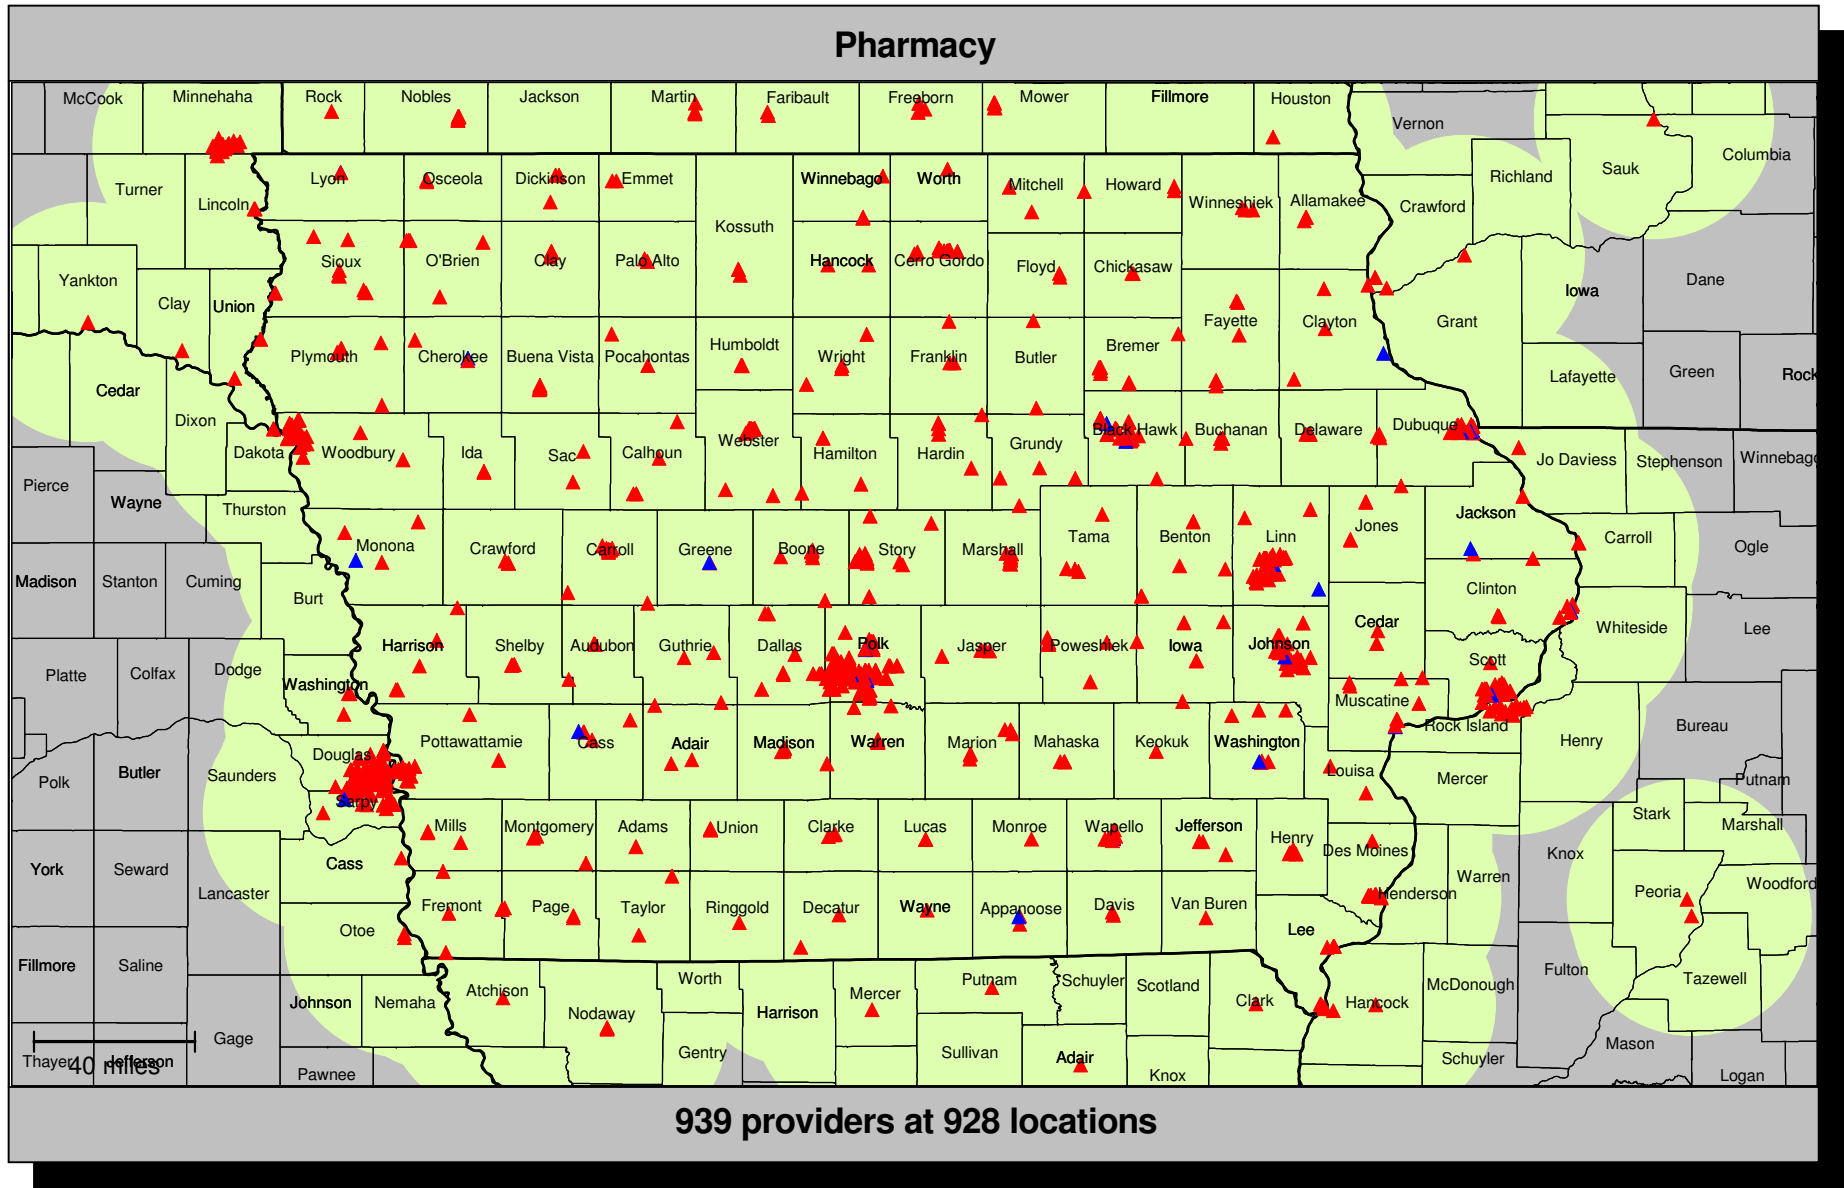 Pharmacy
McCook Minnehaha Rock Nobles Jackson Martin Faribault Freeborn Mower Fillmore Houston
Vernon Sauk Columbia
Turner Lincoln Lyon Osceola Dickinson Emmet Kossuth Winnebago Worth Mitchell Howard Winneshiek Allamakee Crawford Richland
Yankton Clay Union Sioux O'Brien Clay Palo Alto Hancock Cerro Gordo Floyd Chickasaw Iowa Dane
Cedar Dixon Plymouth Cherokee Buena Vista Pocahontas Humboldt Wright Franklin Butler Bremer Fayette Clayton Grant Lafayette Green Rock
Pierce Wayne Dakota Woodbury Ida Sac Calhoun Webster Hamilton Hardin Grundy Black Hawk Buchanan Delaware Dubuque Jo Daviess Stephenson Winnebago
Thurston Monona Crawford Carroll Greene Boone Story Marshall Tama Benton Linn Jones Jackson Carroll Ogle
Madison Stanton Cuming Burt Clinton Whiteside Lee
Platte Colfax Dodge Washington Harrison Shelby Audubon Guthrie Dallas Polk Jasper Poweshiek Iowa Johnson Cedar Scott
Muscatine Rock Island Bureau
Polk Butler Saunders Douglas Pottawattamie Cass Adair Madison Warren Marion Mahaska Keokuk Washington Louisa Mercer Henry Putnam
Sarpy
York Seward Lancaster Cass Mills Montgomery Adams Union Clarke Lucas Monroe Wapello Jefferson Henry Des Moines Knox Stark Marshall
Otoe Fremont Page Taylor Ringgold Decatur Wayne Appanoose Davis Van Buren Lee Henderson Warren Peoria Woodford
Fillmore Saline Johnson Nemaha Atchison Nodaway Worth Harrison Mercer Putnam Schuyler Scotland Clark Hancock McDonough Fulton Tazewell
Thayer Jefferson Gage Pawnee Gentry Sullivan Adair Knox Schuyler Mason Logan
40 miles
939 providers at 928 locations